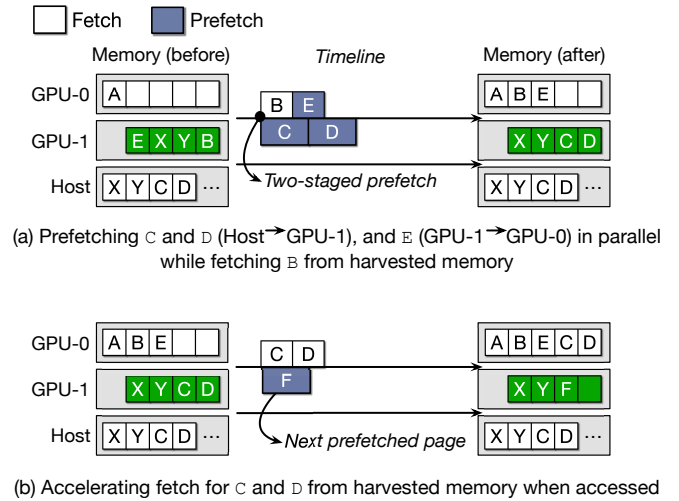 Fetch Prefetch
Memory (before) Timeline Memory (after)
GPU-0 A B E A B E
C D
GPU-1 E X Y B X Y C D
Host X Y C D ... Two-staged prefetch X Y C D ...
(a) Prefetching C and D (Host→GPU-1), and E (GPU-1→GPU-0) in parallel
while fetching B from harvested memory
GPU-0 A B E C D A B E C D
GPU-1 X Y C D F X Y F
Host X Y C D ... Next prefetched page X Y C D ...
(b) Accelerating fetch for C and D from harvested memory when accessed